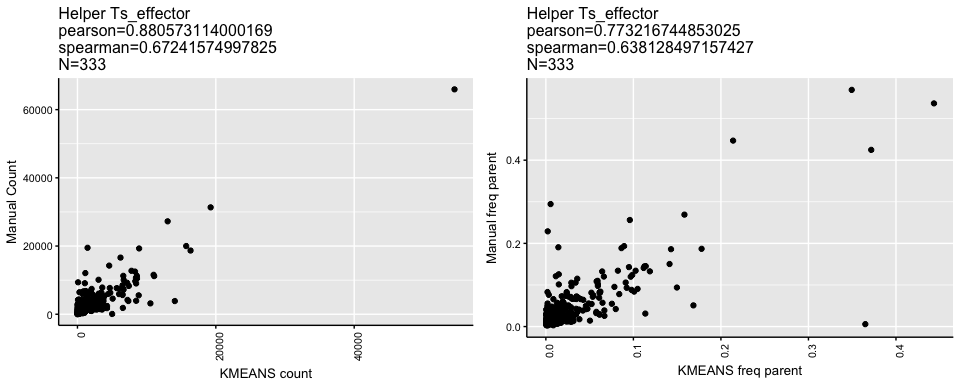 Helper Ts_effector
pearson=0.880573114000169
spearman=0.67241574997825
N=333
60000
40000
20000
0
Manual Count
0
20000
40000
KMEANS count
Helper Ts_effector
pearson=0.773216744853025
spearman=0.638128497157427
N=333
0.4
0.2
0.0
Manual freq parent
0.0
0.1
0.2
0.3
0.4
KMEANS freq parent